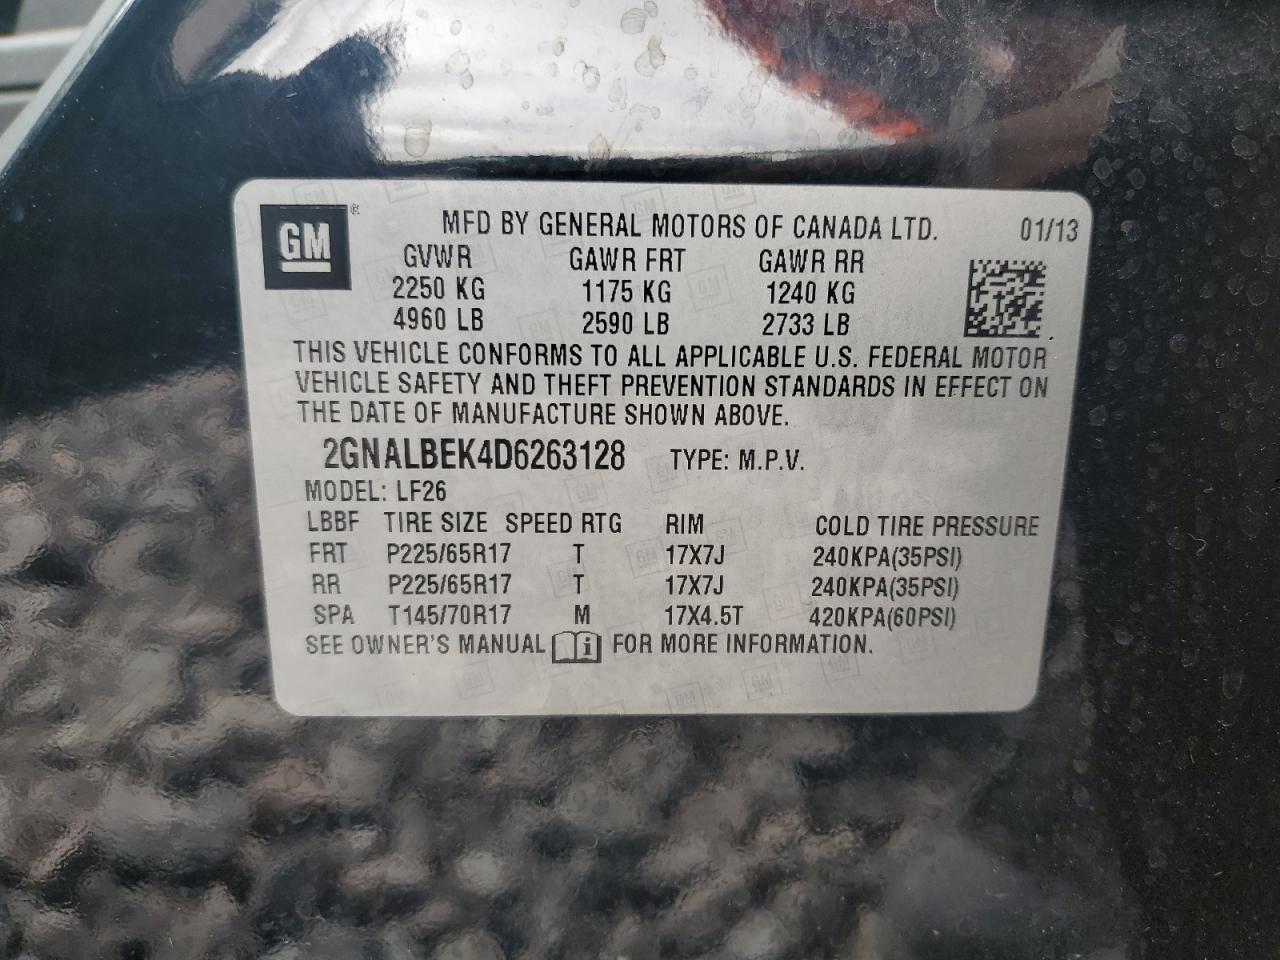 GM ® MFD BY GENERAL MOTORS OF CANADA LTD. 01/13
GVWR GAWR FRT GAWR RR
2250 KG 1175 KG 1240 KG
4960 LB 2590 LB 2733 LB
THIS VEHICLE CONFORMS TO ALL APPLICABLE U.S. FEDERAL MOTOR
VEHICLE SAFETY AND THEFT PREVENTION STANDARDS IN EFFECT ON
THE DATE OF MANUFACTURE SHOWN ABOVE.
2GNALBEK4D6263128 TYPE: M.P.V.
MODEL: LF26
LBBF TIRE SIZE SPEED RTG RIM COLD TIRE PRESSURE
FRT P225/65R17 T 17X7J 240KPA(35PSI)
RR P225/65R17 T 17X7J 240KPA(35PSI)
SPA T145/70R17 M 17X4.5T 420KPA(60PSI)
SEE OWNER'S MANUAL i FOR MORE INFORMATION.